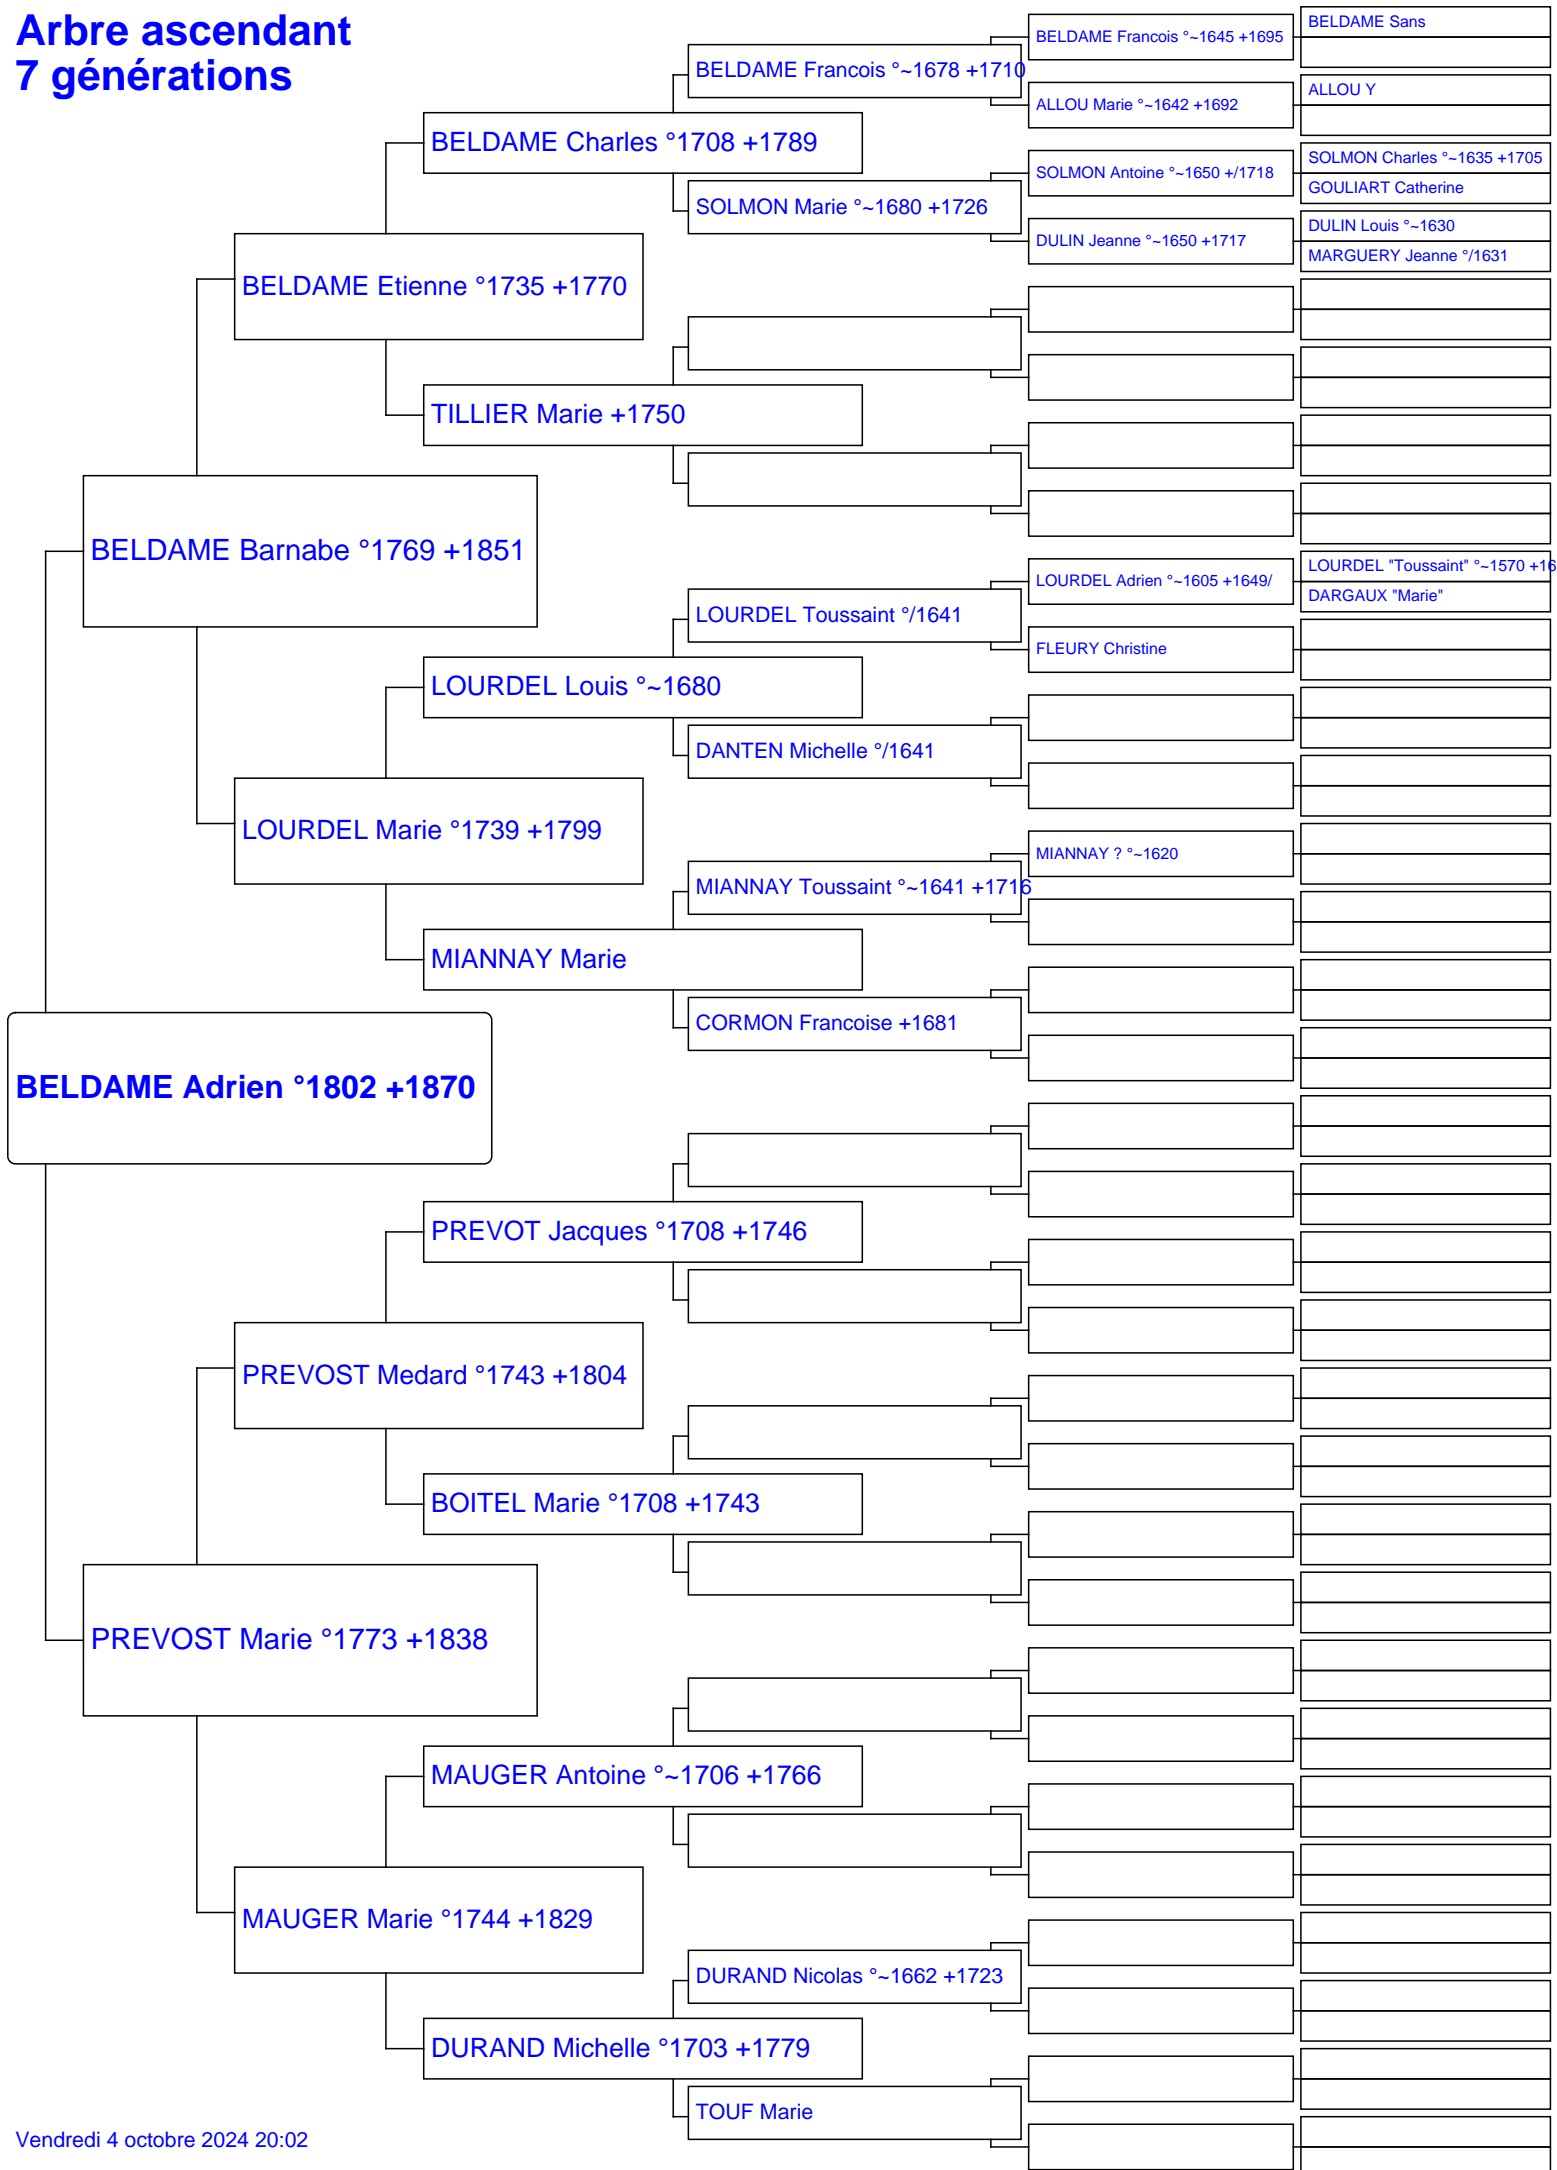 Arbre ascendant
7 générations
BELDAME Sans
BELDAME Francois °~1645 +1695
BELDAME Francois °~1678 +1710
ALLOU Y
ALLOU Marie °~1642 +1692
BELDAME Charles °1708 +1789
SOLMON Charles °~1635 +1705
SOLMON Antoine °~1650 +/1718
GOULIART Catherine
SOLMON Marie °~1680 +1726
DULIN Louis °~1630
DULIN Jeanne °~1650 +1717
MARGUERY Jeanne °/1631
BELDAME Etienne °1735 +1770
TILLIER Marie +1750
BELDAME Barnabe °1769 +1851
LOURDEL "Toussaint" °~1570 +16
LOURDEL Adrien °~1605 +1649/
DARGAUX "Marie"
LOURDEL Toussaint °/1641
FLEURY Christine
LOURDEL Louis °~1680
DANTEN Michelle °/1641
LOURDEL Marie °1739 +1799
MIANNAY ? °~1620
MIANNAY Toussaint °~1641 +1716
MIANNAY Marie
CORMON Francoise +1681
BELDAME Adrien °1802 +1870
PREVOT Jacques °1708 +1746
PREVOST Medard °1743 +1804
BOITEL Marie °1708 +1743
PREVOST Marie °1773 +1838
MAUGER Antoine °~1706 +1766
MAUGER Marie °1744 +1829
DURAND Nicolas °~1662 +1723
DURAND Michelle °1703 +1779
TOUF Marie
Vendredi 4 octobre 2024 20:02